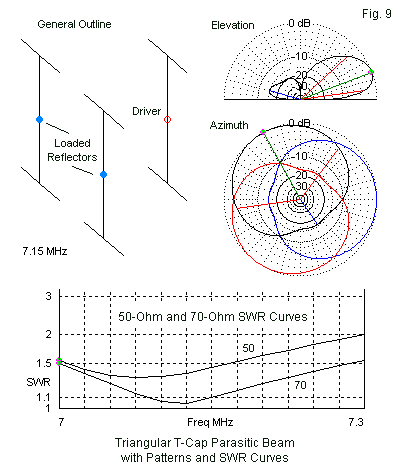 Fig. 9
General Outline
Elevation
0 dB
10
20
30
Driver
Loaded
Reflectors
7.15 MHz
Azimuth
0 dB
10
20
30
3
2
1.5
SWR
1.1
1
50-Ohm and 70-Ohm SWR Curves
50
70
7
Freq MHz
7.3
Triangular T-Cap Parasitic Beam
with Patterns and SWR Curves